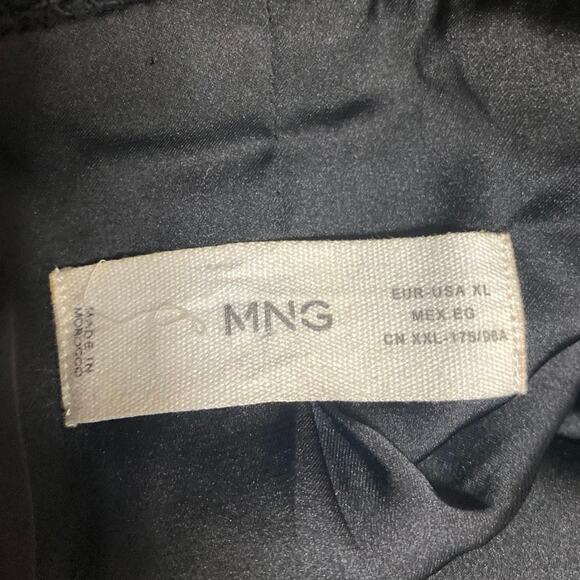 MADE IN
MOROCCO
MNG
EUR-USA XL
MEX EG
CN XXL-175/96A